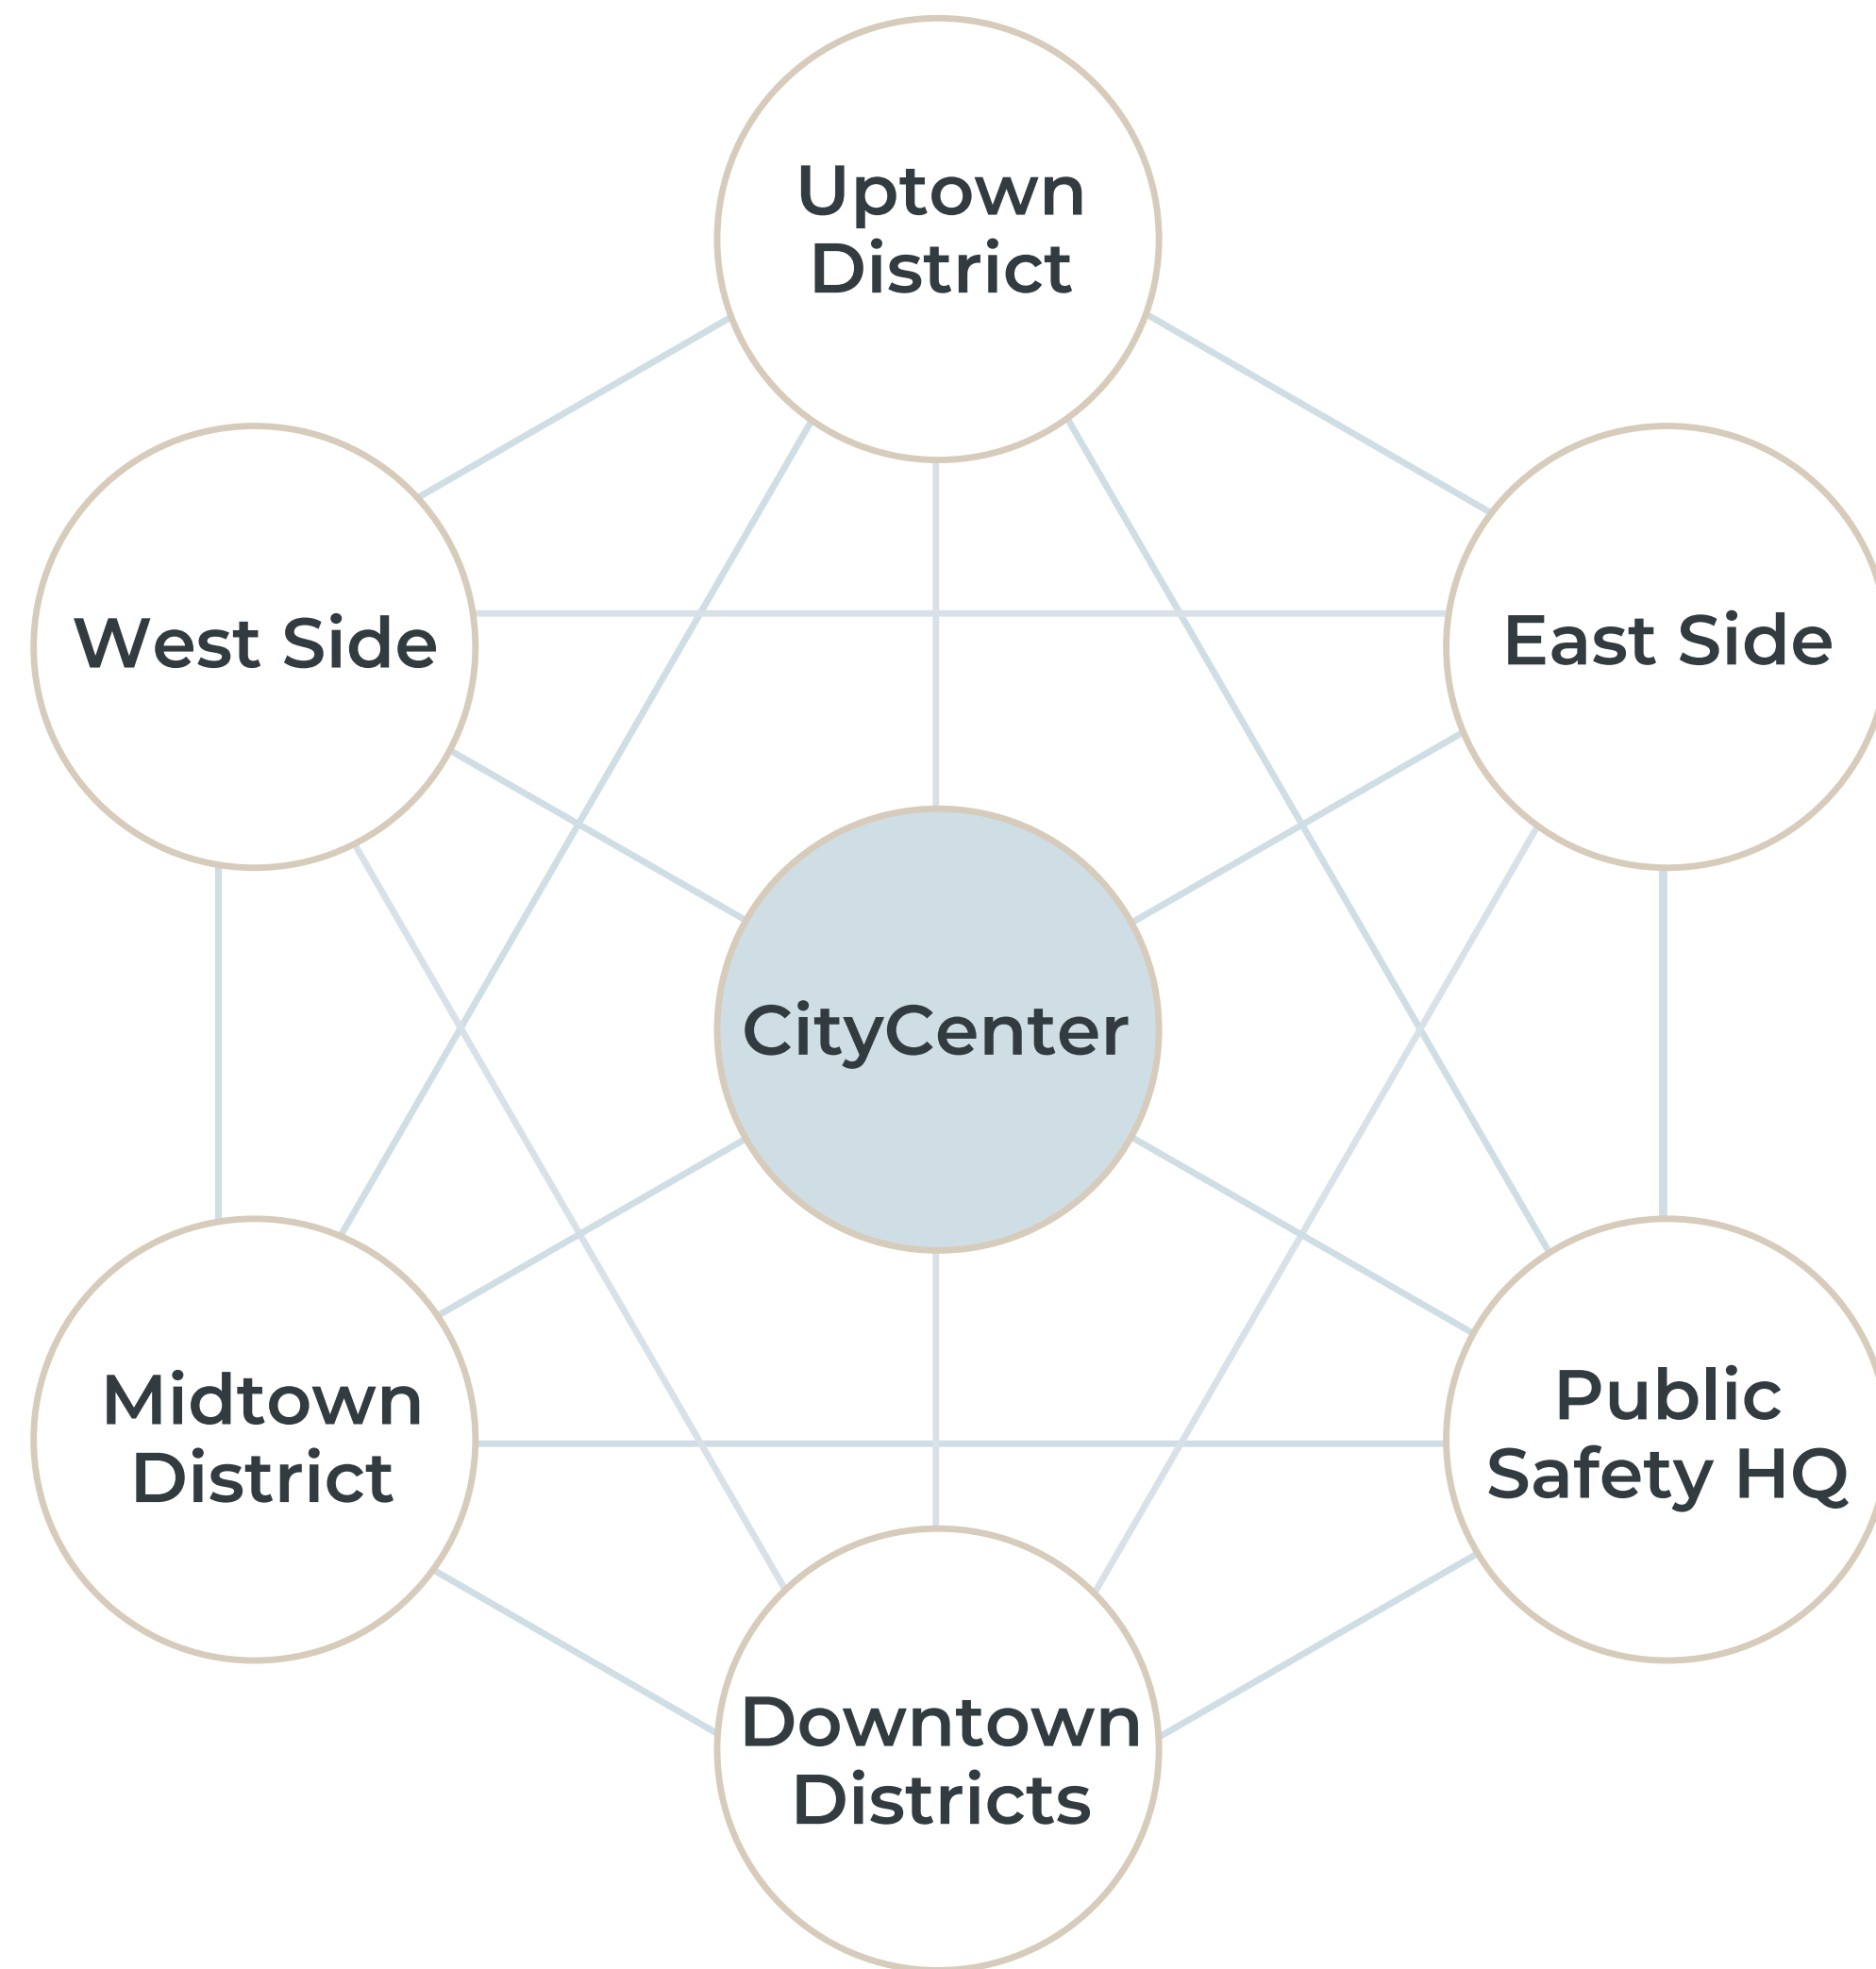 Uptown
District
West Side
East Side
CityCenter
Midtown
District
Public
Safety HQ
Downtown
Districts